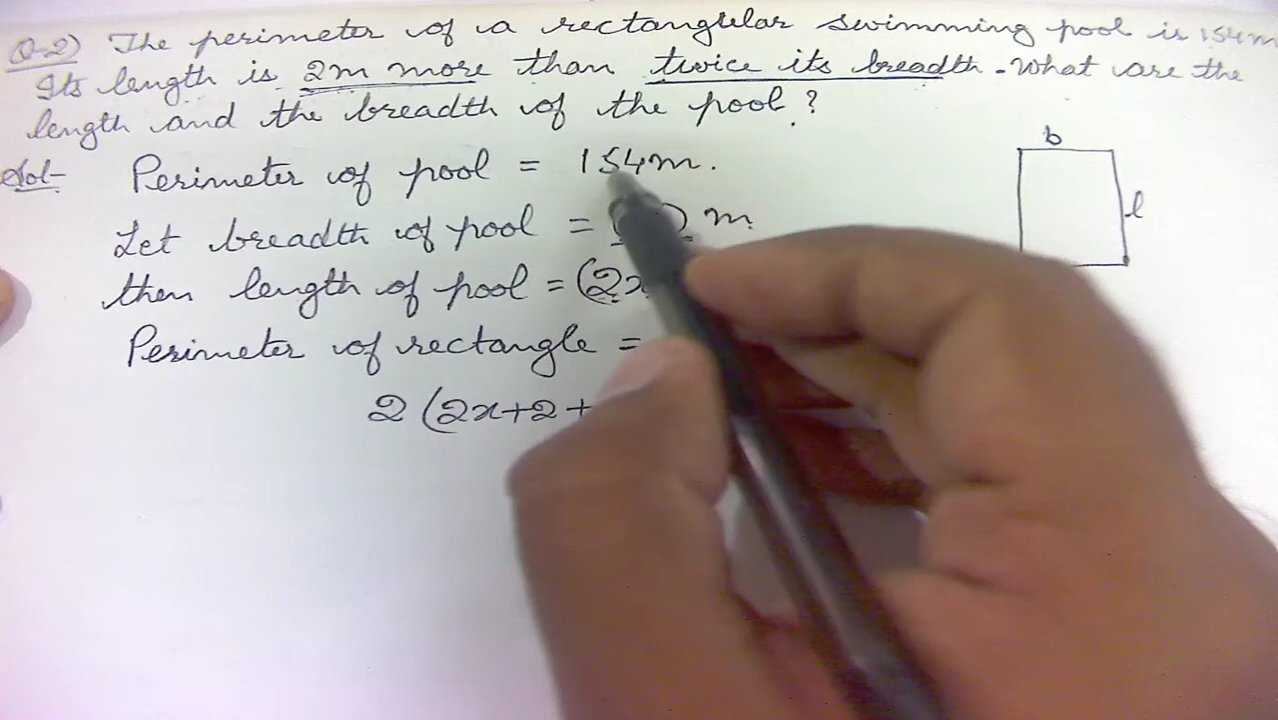 Q-2) The perimeter of a rectangular swimming pool is 154m
Its length is 2m more than twice its breadth. What are the
length and the breadth of the pool?
Sol- Perimeter of pool = 154m.
b
Let breadth of pool = m
l
then length of pool = (2x
Perimeter of rectangle =
2 (2x+2+